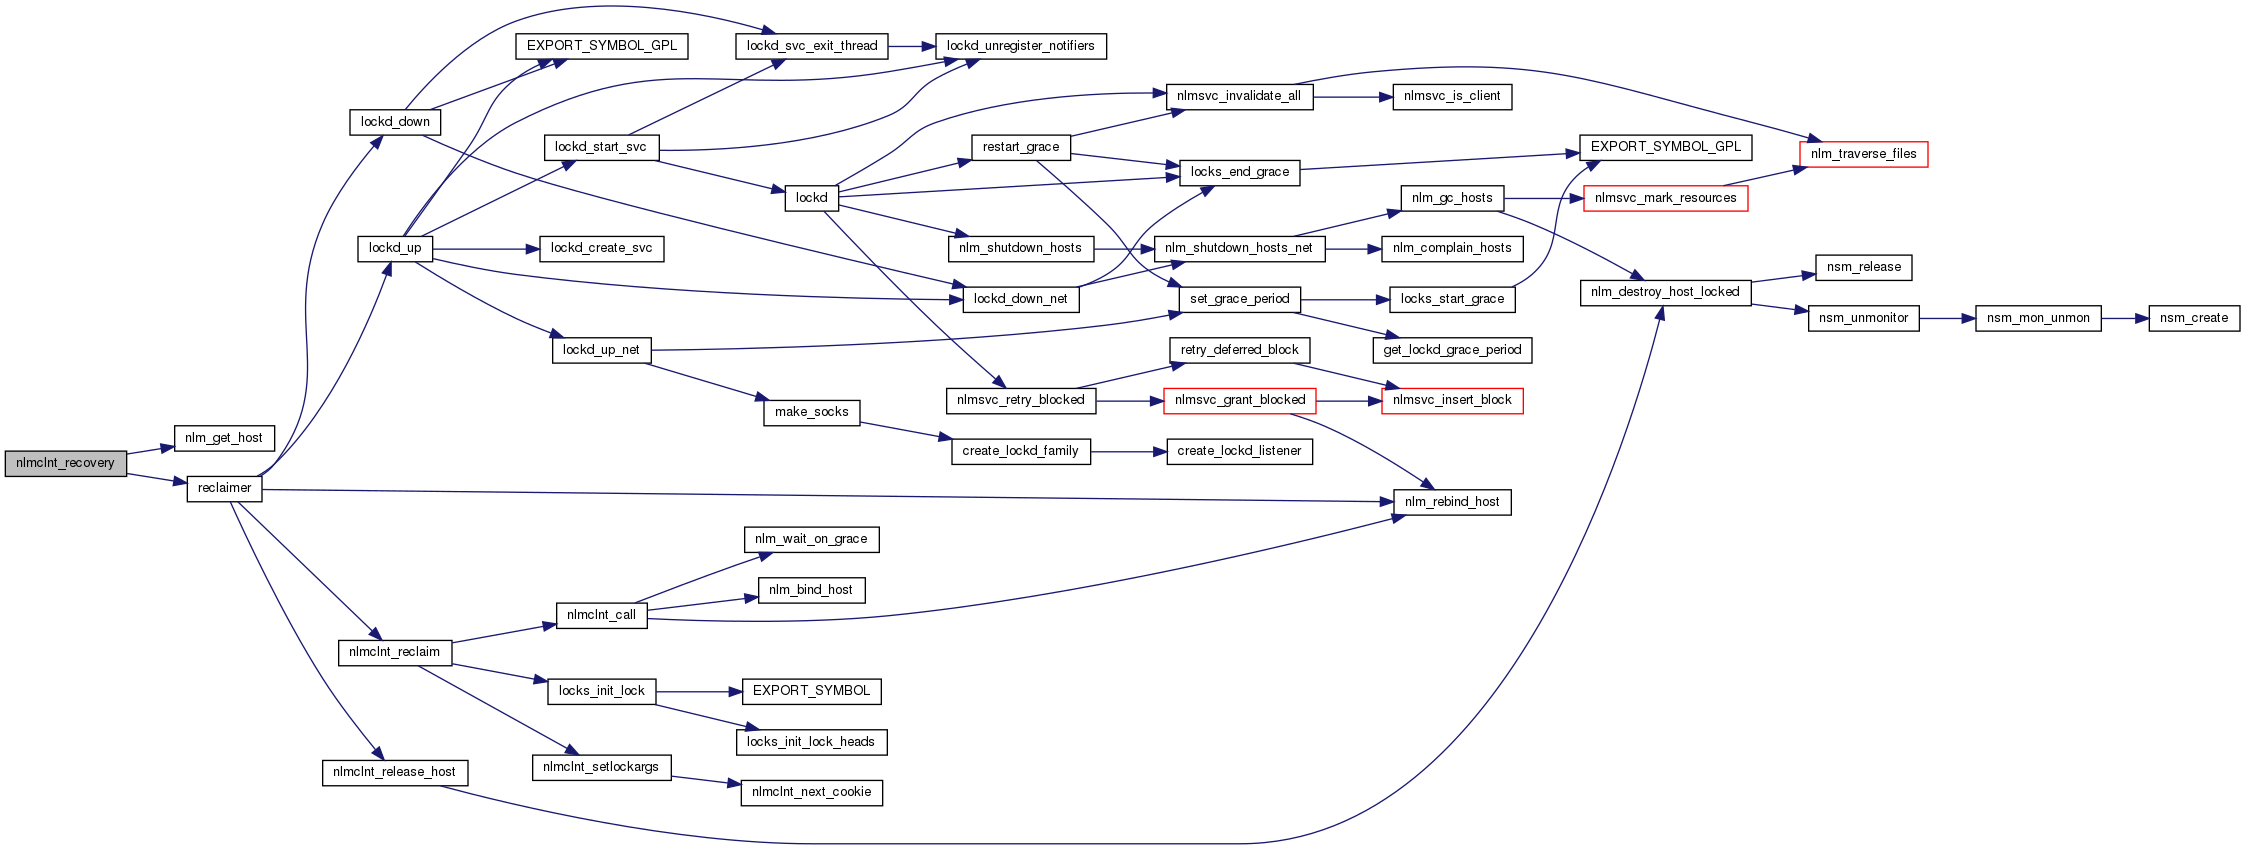 nlmclnt_recovery
nlm_get_host
reclaimer
lockd_down
lockd_up
nlmclnt_reclaim
nlmclnt_release_host
EXPORT_SYMBOL_GPL
lockd_start_svc
lockd_create_svc
lockd_up_net
nlmclnt_call
locks_init_lock
nlmclnt_setlockargs
lockd_svc_exit_thread
lockd
make_socks
nlm_wait_on_grace
nlm_bind_host
EXPORT_SYMBOL
locks_init_lock_heads
nlmclnt_next_cookie
lockd_unregister_notifiers
restart_grace
nlm_shutdown_hosts
lockd_down_net
nlmsvc_retry_blocked
create_lockd_family
nlmsvc_invalidate_all
locks_end_grace
nlm_shutdown_hosts_net
set_grace_period
retry_deferred_block
nlmsvc_grant_blocked
create_lockd_listener
nlmsvc_is_client
nlm_gc_hosts
nlm_complain_hosts
locks_start_grace
get_lockd_grace_period
nlmsvc_insert_block
nlm_rebind_host
EXPORT_SYMBOL_GPL
nlmsvc_mark_resources
nlm_destroy_host_locked
nlm_traverse_files
nsm_release
nsm_unmonitor
nsm_mon_unmon
nsm_create